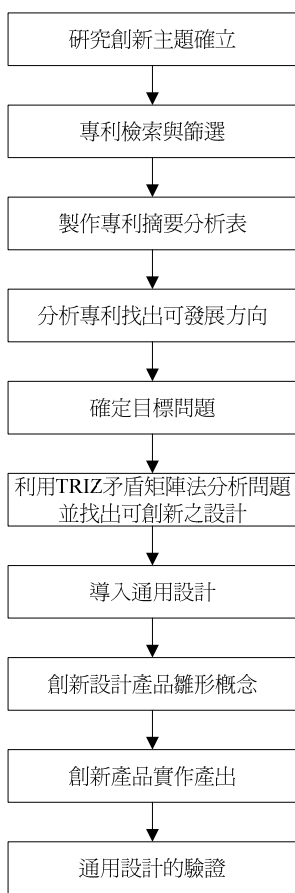 研究創新主題確立
專利檢索與篩選
製作專利摘要分析表
分析專利找出可發展方向
確定目標問題
利用TRIZ矛盾矩陣法分析問題
並找出可創新之設計
導入通用設計
創新設計產品雛形概念
創新產品實作產出
通用設計的驗證